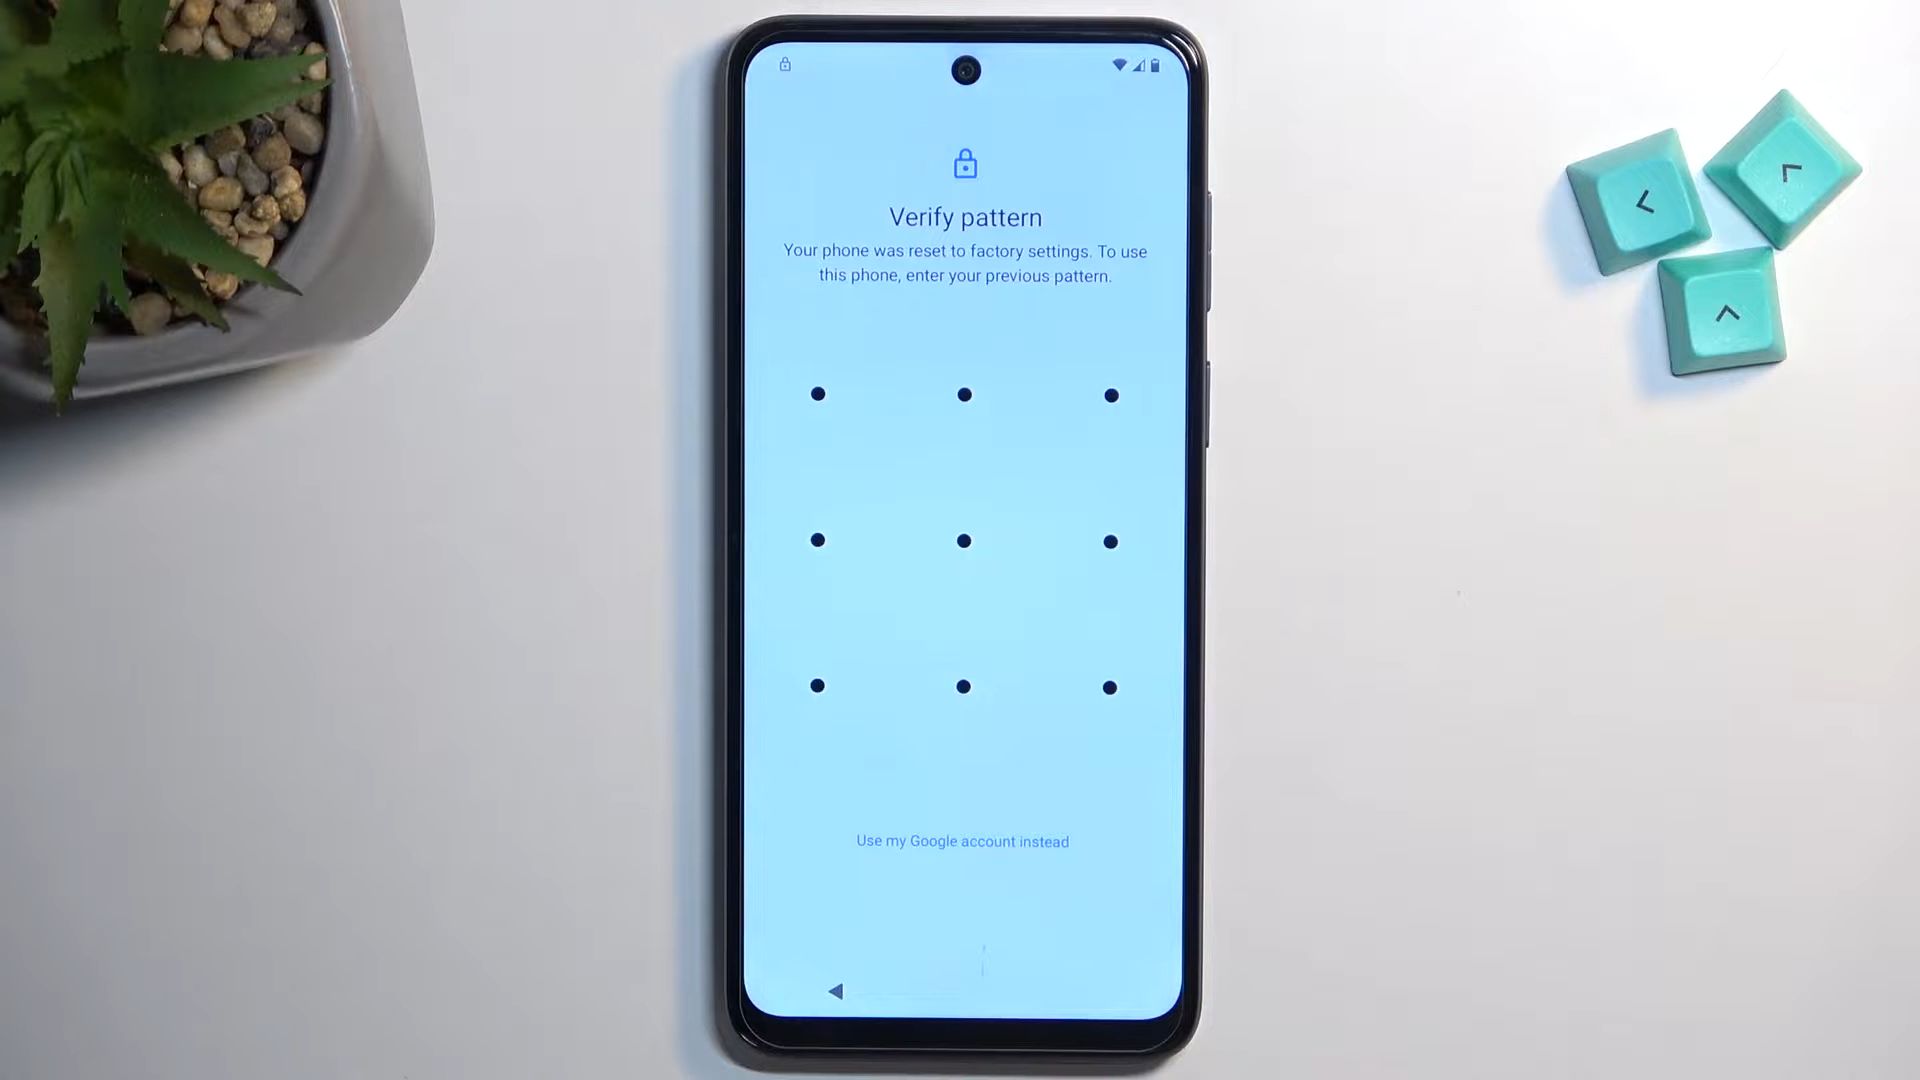 Verify pattern
Your phone was reset to factory settings. To use
this phone, enter your previous pattern.
Use my Google account instead